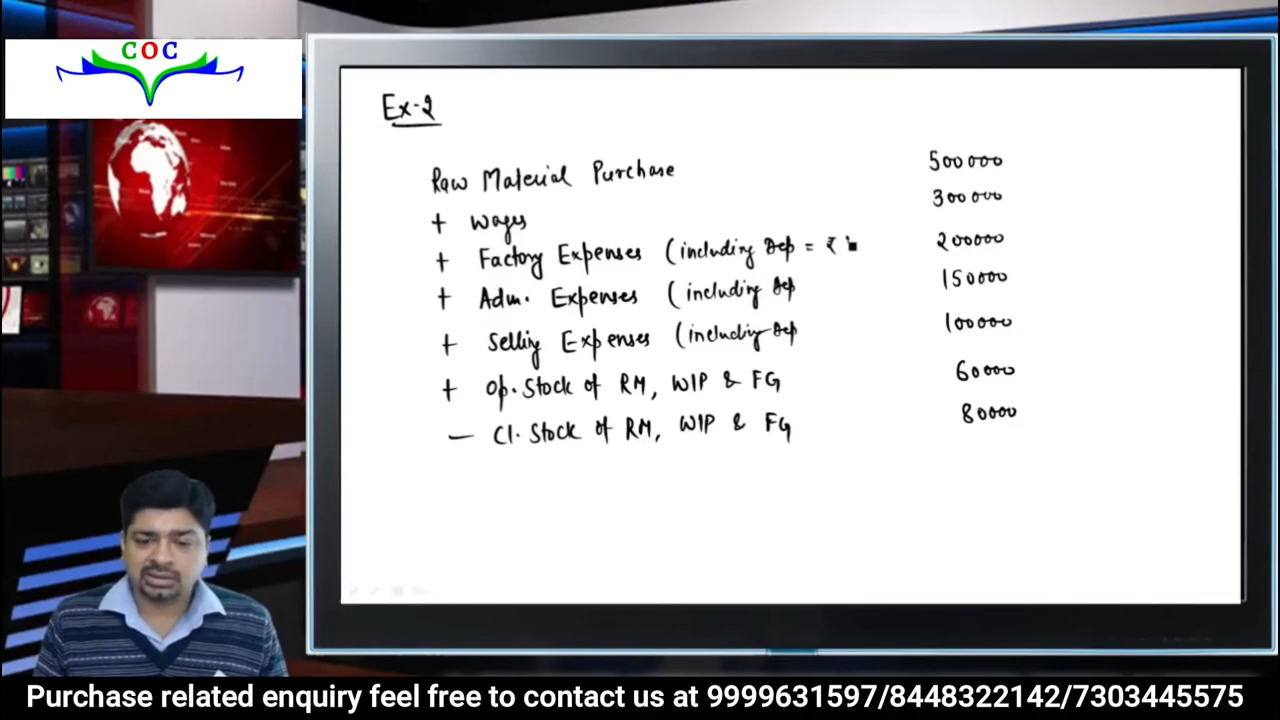 COC
Ex-2
Raw Material Purchase 500000
+ Wages 300000
+ Factory Expenses (including Dep = ₹ 200000
+ Adm. Expenses (including Dep 150000
+ Selling Expenses (including Dep 100000
+ Op. Stock of RM, WIP & FG 60000
— Cl. Stock of RM, WIP & FG 80000
Purchase related enquiry feel free to contact us at 9999631597/8448322142/7303445575